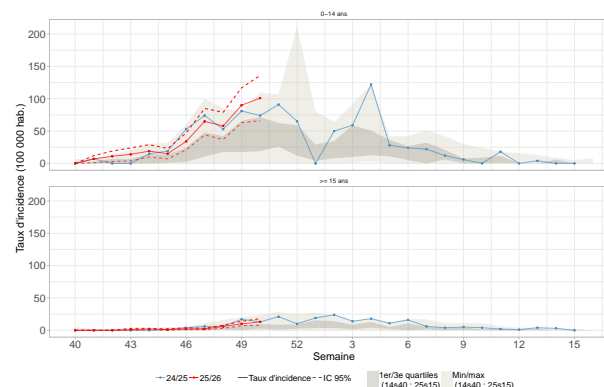 0−14 ans
200
150
100
50
0
>= 15 ans
200
150
100
50
0
Taux d'incidence (100 000 hab.)
40 43 46 49 52 3 6 9 12 15
Semaine
24/25 25/26 Taux d'incidence IC 95% 1er/3e quartiles Min/max
(14s40 : 25s15) (14s40 : 25s15)